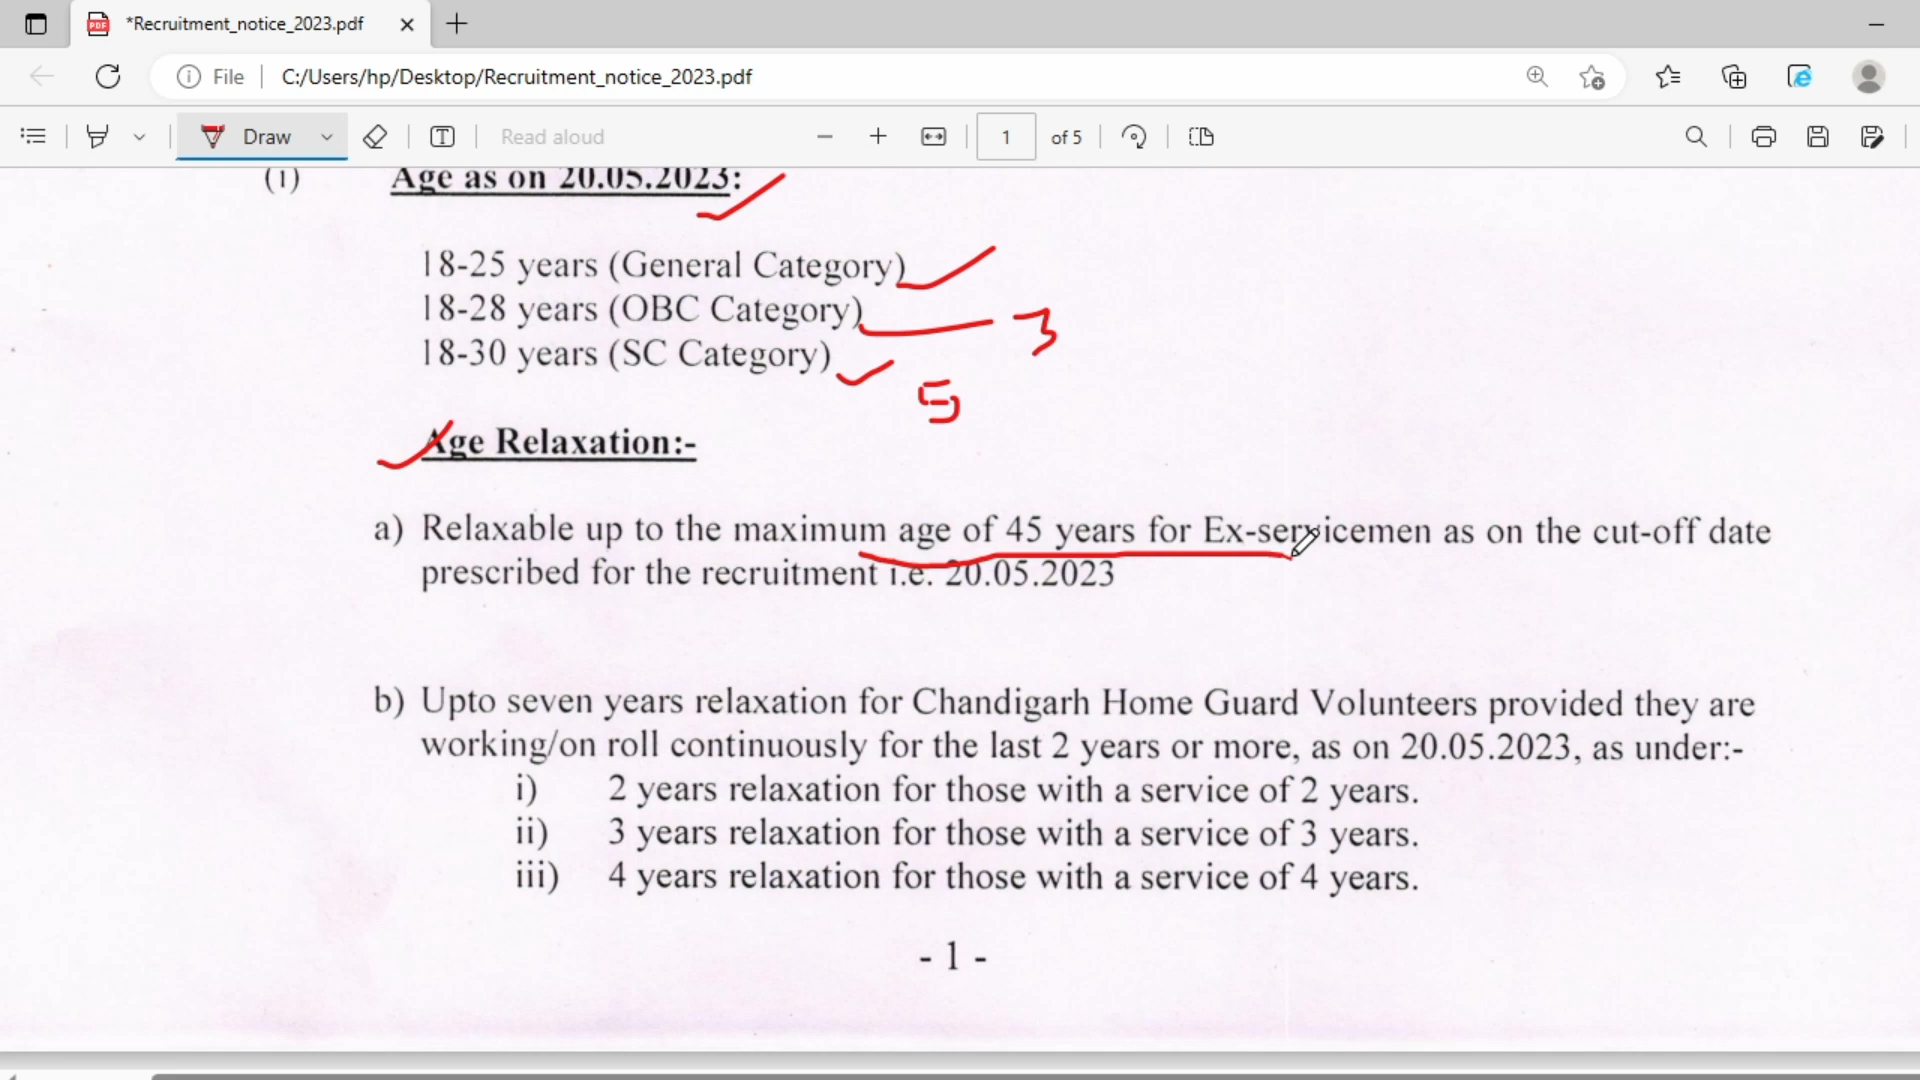 *Recruitment_notice_2023.pdf
File
C:/Users/hp/Desktop/Recruitment_notice_2023.pdf
Draw
Read aloud
1
of 5
(1) Age as on 20.05.2023:
18-25 years (General Category)
18-28 years (OBC Category) 3
18-30 years (SC Category)
5
Age Relaxation:-
a) Relaxable up to the maximum age of 45 years for Ex-servicemen as on the cut-off date
prescribed for the recruitment i.e. 20.05.2023
b) Upto seven years relaxation for Chandigarh Home Guard Volunteers provided they are
working/on roll continuously for the last 2 years or more, as on 20.05.2023, as under:-
i) 2 years relaxation for those with a service of 2 years.
ii) 3 years relaxation for those with a service of 3 years.
iii) 4 years relaxation for those with a service of 4 years.
- 1 -